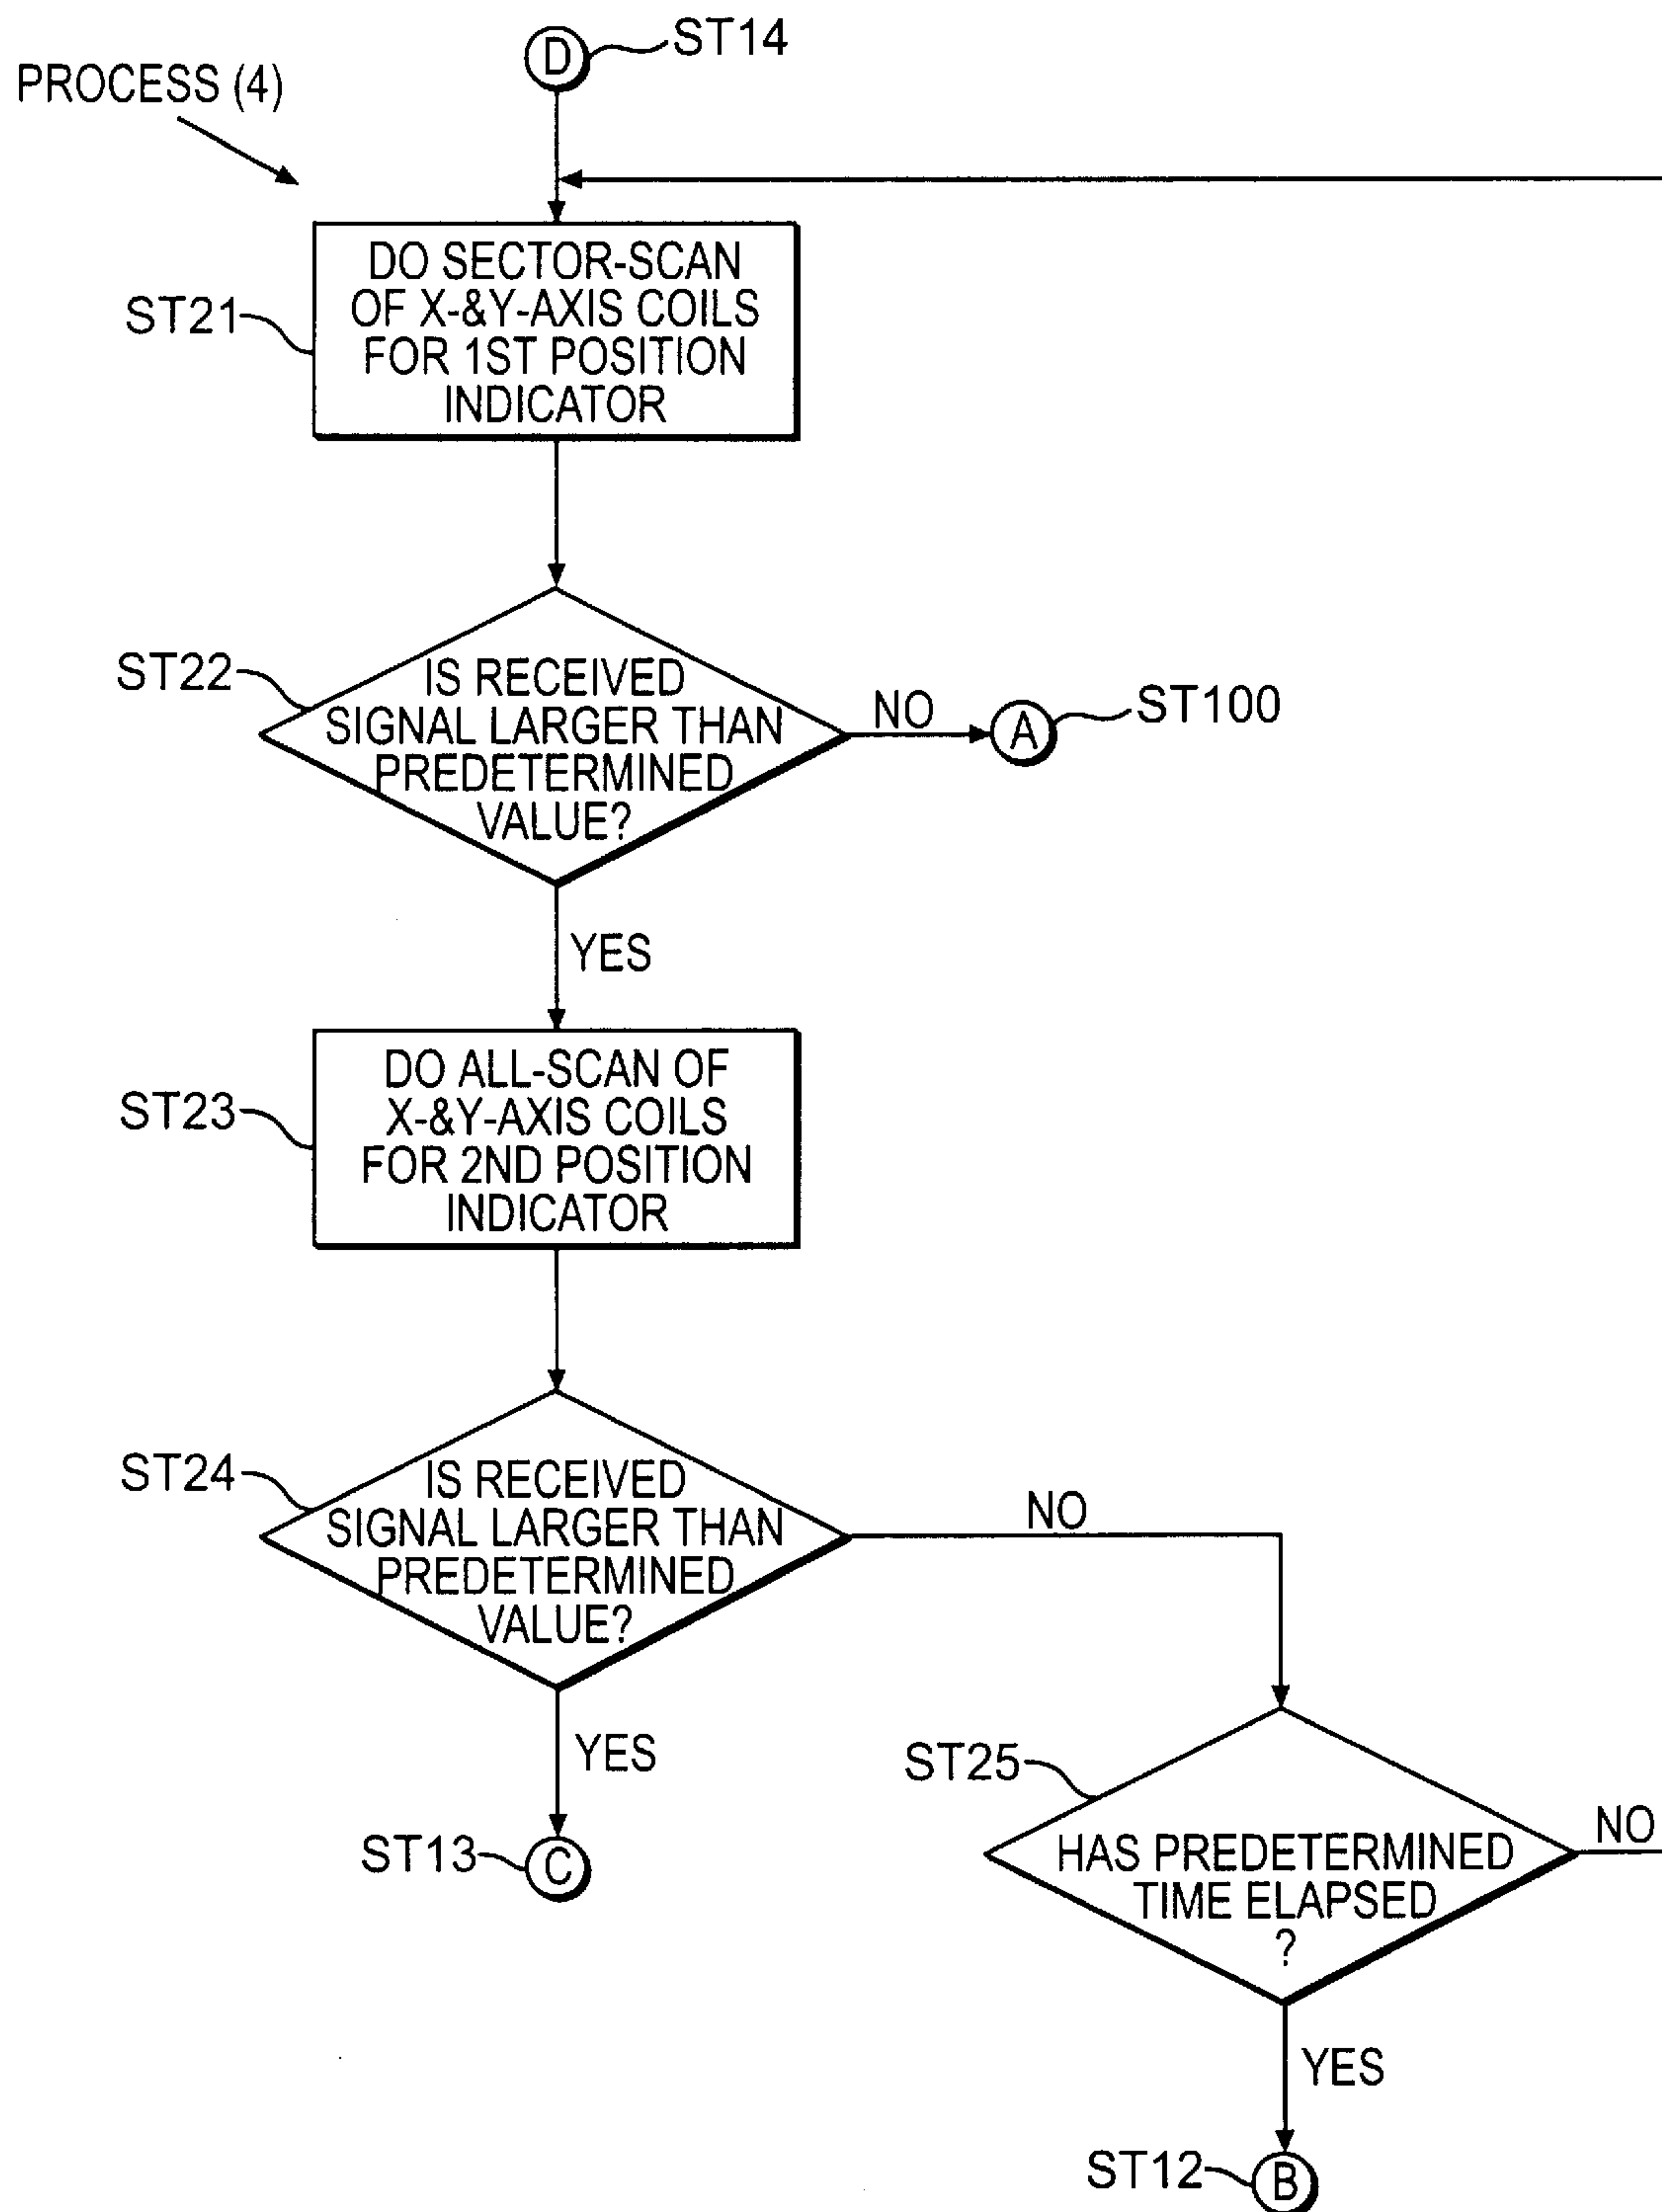 D
ST14
PROCESS (4)
ST21
DO SECTOR-SCAN
OF X-&Y-AXIS COILS
FOR 1ST POSITION
INDICATOR
ST22
IS RECEIVED
SIGNAL LARGER THAN
PREDETERMINED
VALUE?
NO
A
ST100
YES
ST23
DO ALL-SCAN OF
X-&Y-AXIS COILS
FOR 2ND POSITION
INDICATOR
ST24
IS RECEIVED
SIGNAL LARGER THAN
PREDETERMINED
VALUE?
NO
YES
ST13
C
ST25
HAS PREDETERMINED
TIME ELAPSED
?
NO
YES
ST12
B